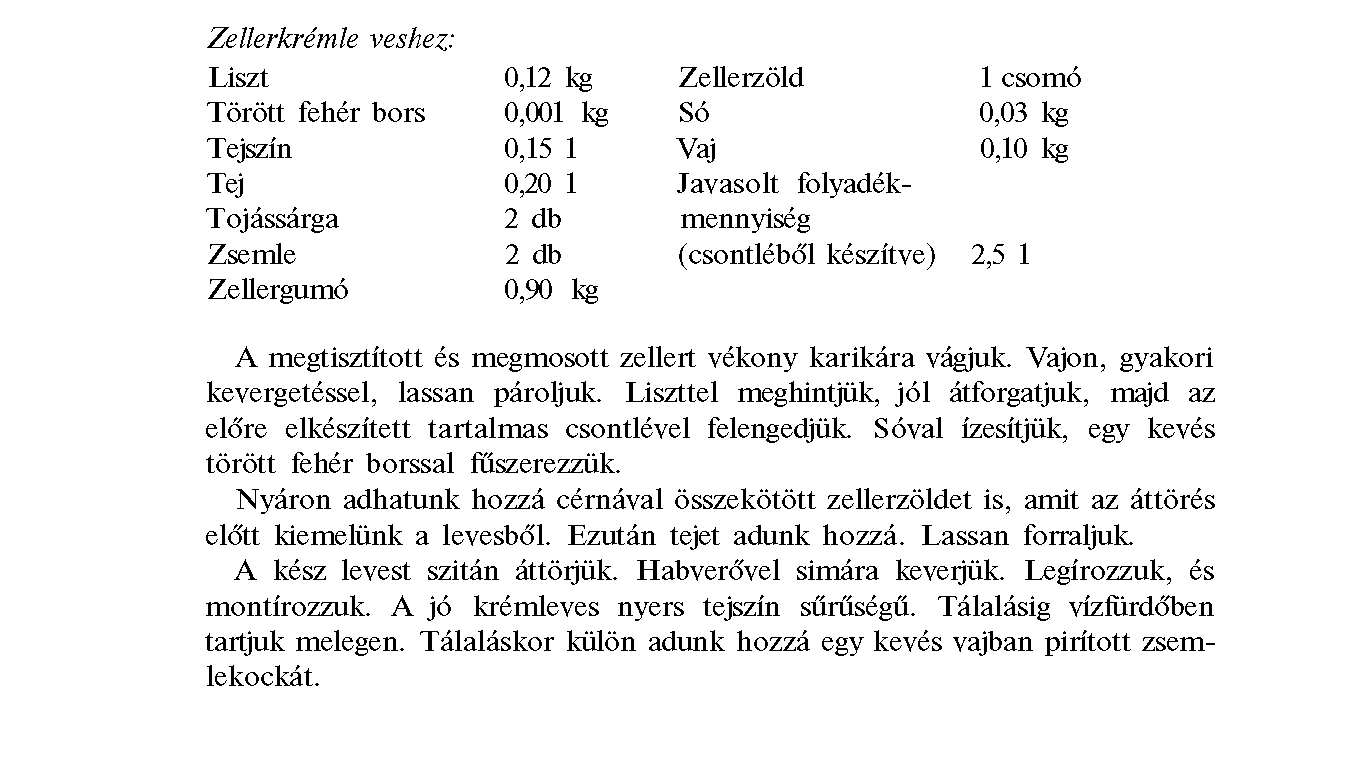 Zellerkrémle veshez:
Liszt 0,12 kg Zellerzöld 1 csomó
Törött fehér bors 0,001 kg Só 0,03 kg
Tejszín 0,15 l Vaj 0,10 kg
Tej 0,20 l Javasolt folyadék-
Tojássárga 2 db mennyiség
Zsemle 2 db (csontléből készítve) 2,5 l
Zellergumó 0,90 kg
A megtisztított és megmosott zellert vékony karikára vágjuk. Vajon, gyakori
kevergetéssel, lassan pároljuk. Liszttel meghintjük, jól átforgatjuk, majd az
előre elkészített tartalmas csontlével felengedjük. Sóval ízesítjük, egy kevés
törött fehér borssal fűszerezzük.
Nyáron adhatunk hozzá cérnával összekötött zellerzöldet is, amit az áttörés
előtt kiemelünk a levesből. Ezután tejet adunk hozzá. Lassan forraljuk.
A kész levest szitán áttörjük. Habverővel simára keverjük. Legírozzuk, és
montírozzuk. A jó krémleves nyers tejszín sűrűségű. Tálalásig vízfürdőben
tartjuk melegen. Tálaláskor külön adunk hozzá egy kevés vajban pirított zsem-
lekockát.